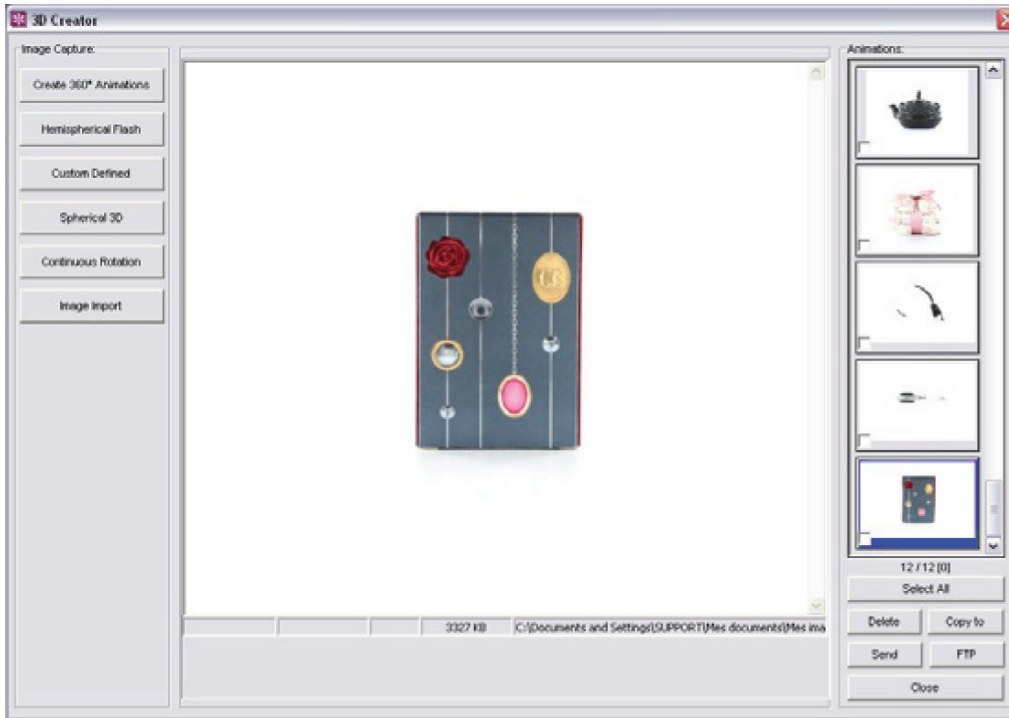 3D Creator
Image Capture:
Create 360° Animations
Hemispherical Flash
Custom Defined
Spherical 3D
Continuous Rotation
Image Import
3327 KB
C:\Documents and Settings\SUPPORT\Mes documents\Mes ima
Animations:
12 / 12 [0]
Select All
Delete
Copy to
Send
FTP
Close